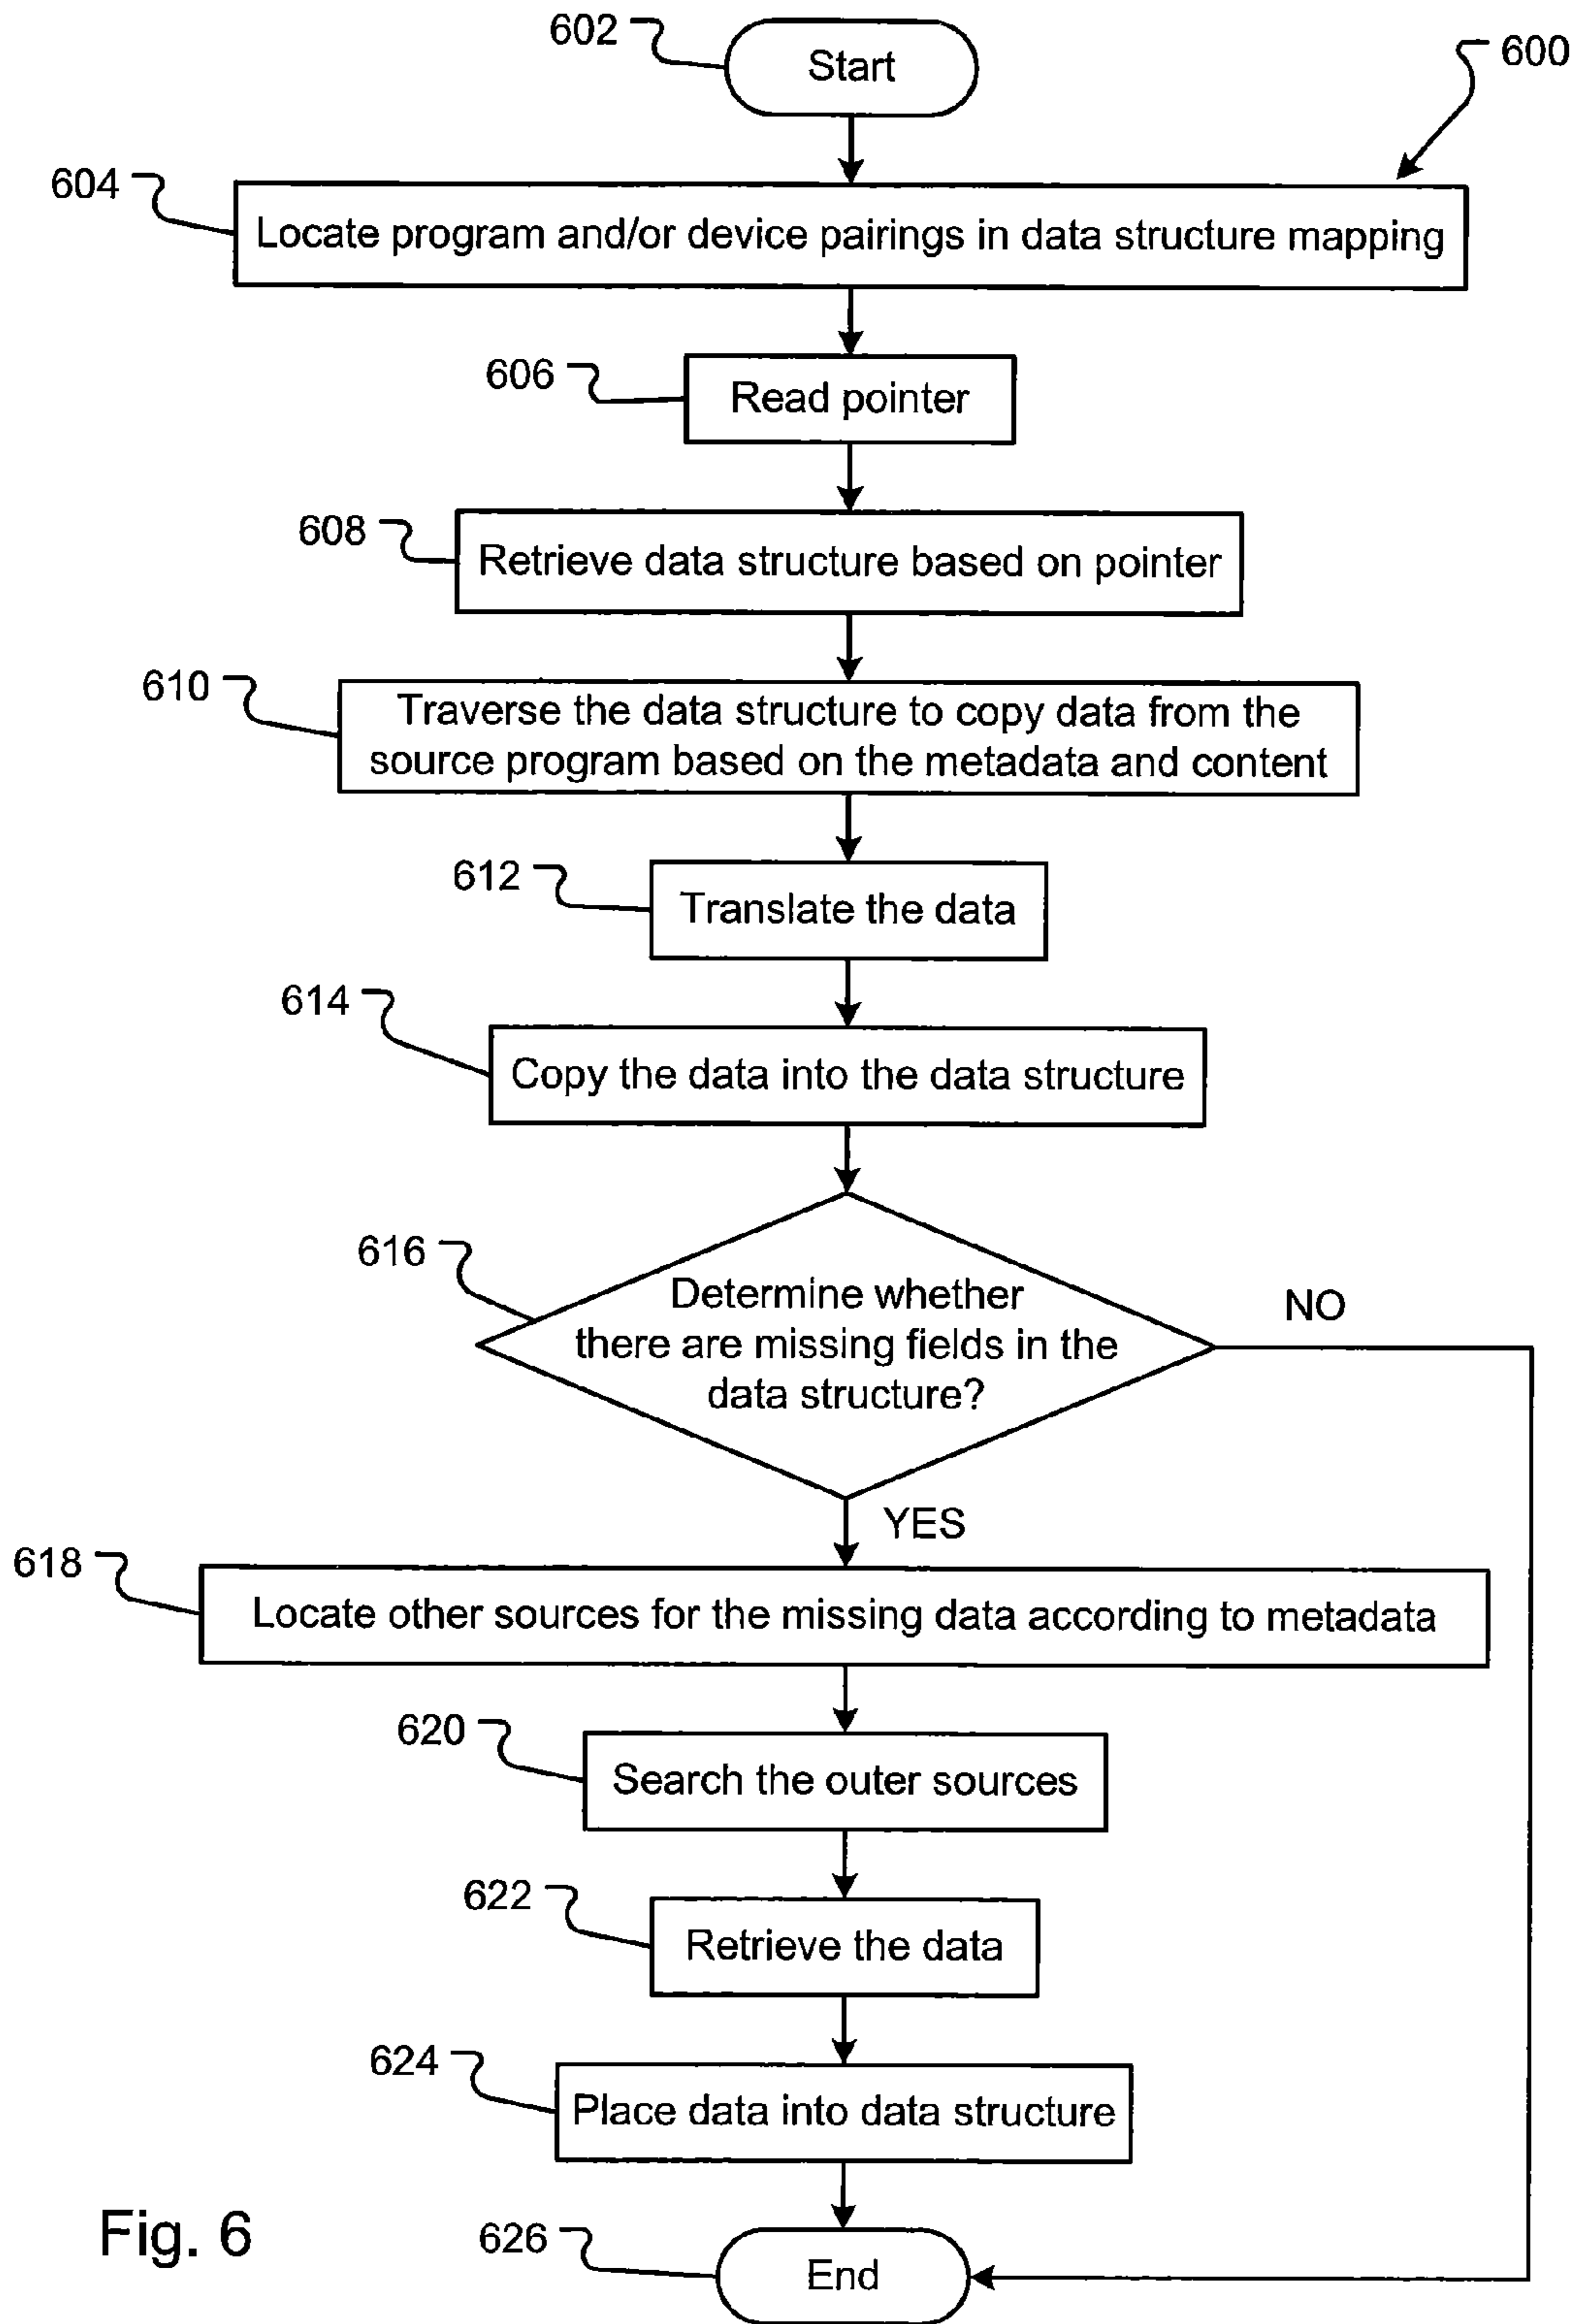 602
Start
600
604
Locate program and/or device pairings in data structure mapping
606
Read pointer
608
Retrieve data structure based on pointer
610
Traverse the data structure to copy data from the
source program based on the metadata and content
612
Translate the data
614
Copy the data into the data structure
616
Determine whether
there are missing fields in the
data structure?
NO
YES
618
Locate other sources for the missing data according to metadata
620
Search the outer sources
622
Retrieve the data
624
Place data into data structure
Fig. 6
626
End